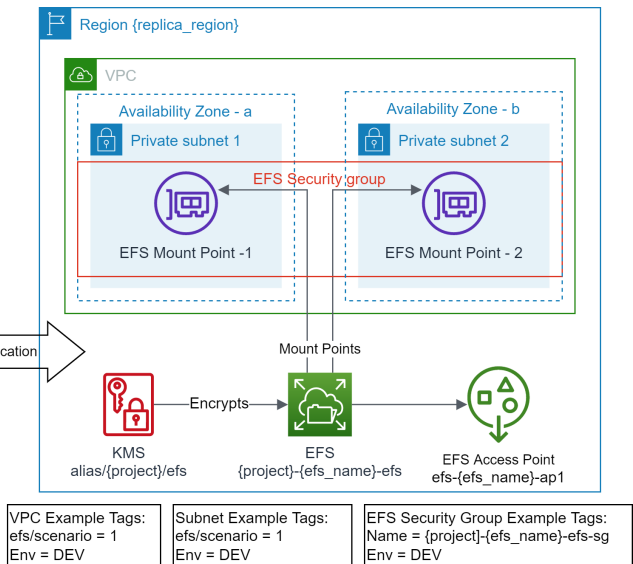 Region {replica_region}
VPC
Availability Zone - a
Availability Zone - b
Private subnet 1
Private subnet 2
EFS Security group
EFS Mount Point -1
EFS Mount Point - 2
cation
Mount Points
Encrypts
KMS
alias/{project}/efs
EFS
{project}-{efs_name}-efs
EFS Access Point
efs-{efs_name}-ap1
VPC Example Tags:
efs/scenario = 1
Env = DEV
Subnet Example Tags:
efs/scenario = 1
Env = DEV
EFS Security Group Example Tags:
Name = {project]-{efs_name}-efs-sg
Env = DEV